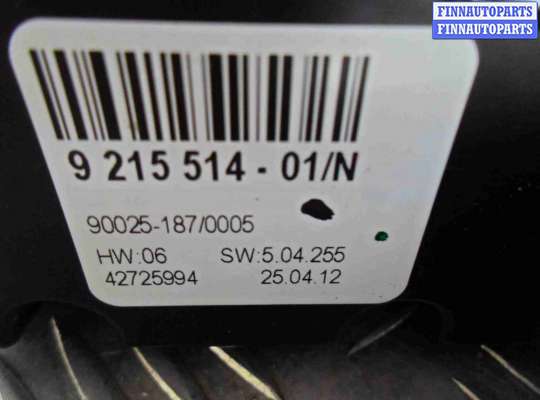 FINNAUTOPARTS
FINNAUTOPARTS
9 215 514 - 01/N
90025-187/0005
HW:06 SW:5.04.255
42725994 25.04.12